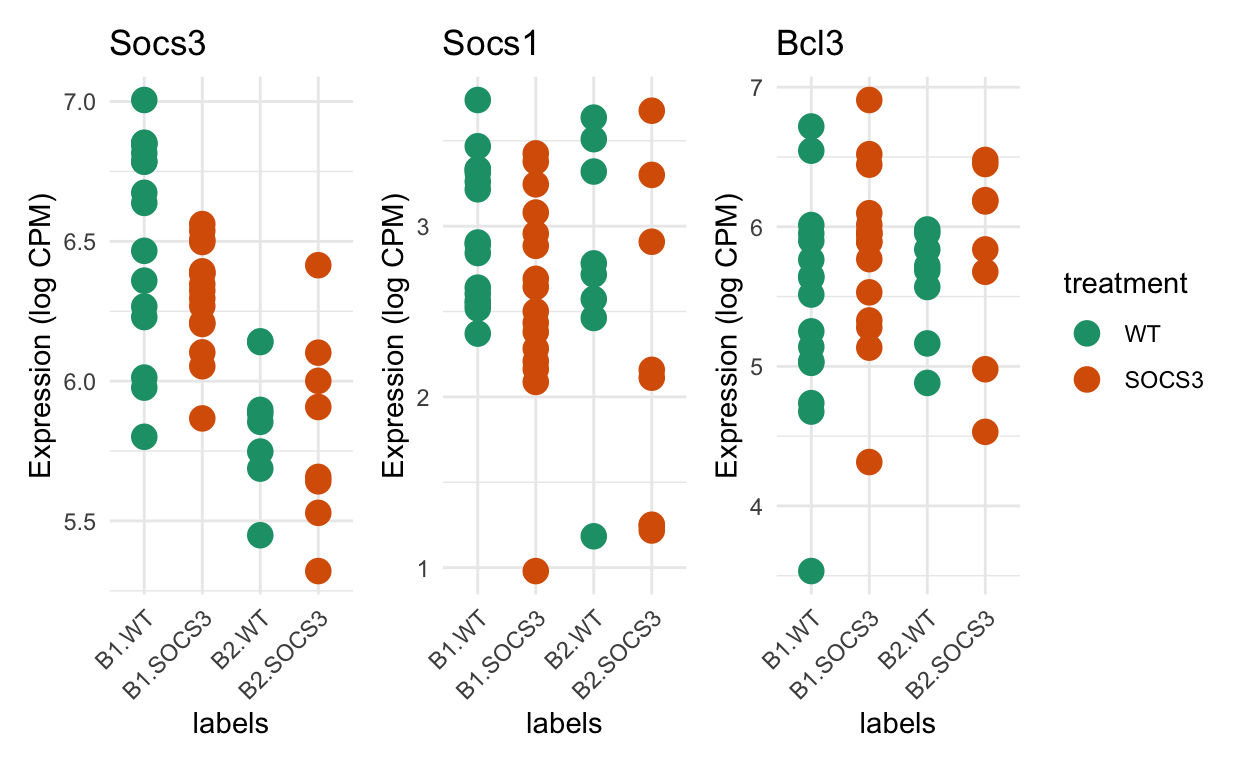 Socs3
Expression (log CPM)
7.0
6.5
6.0
5.5
B1.WT
B1.SOCS3
B2.WT
B2.SOCS3
labels
Socs1
Expression (log CPM)
3
2
1
B1.WT
B1.SOCS3
B2.WT
B2.SOCS3
labels
Bcl3
Expression (log CPM)
7
6
5
4
B1.WT
B1.SOCS3
B2.WT
B2.SOCS3
labels
treatment
WT
SOCS3